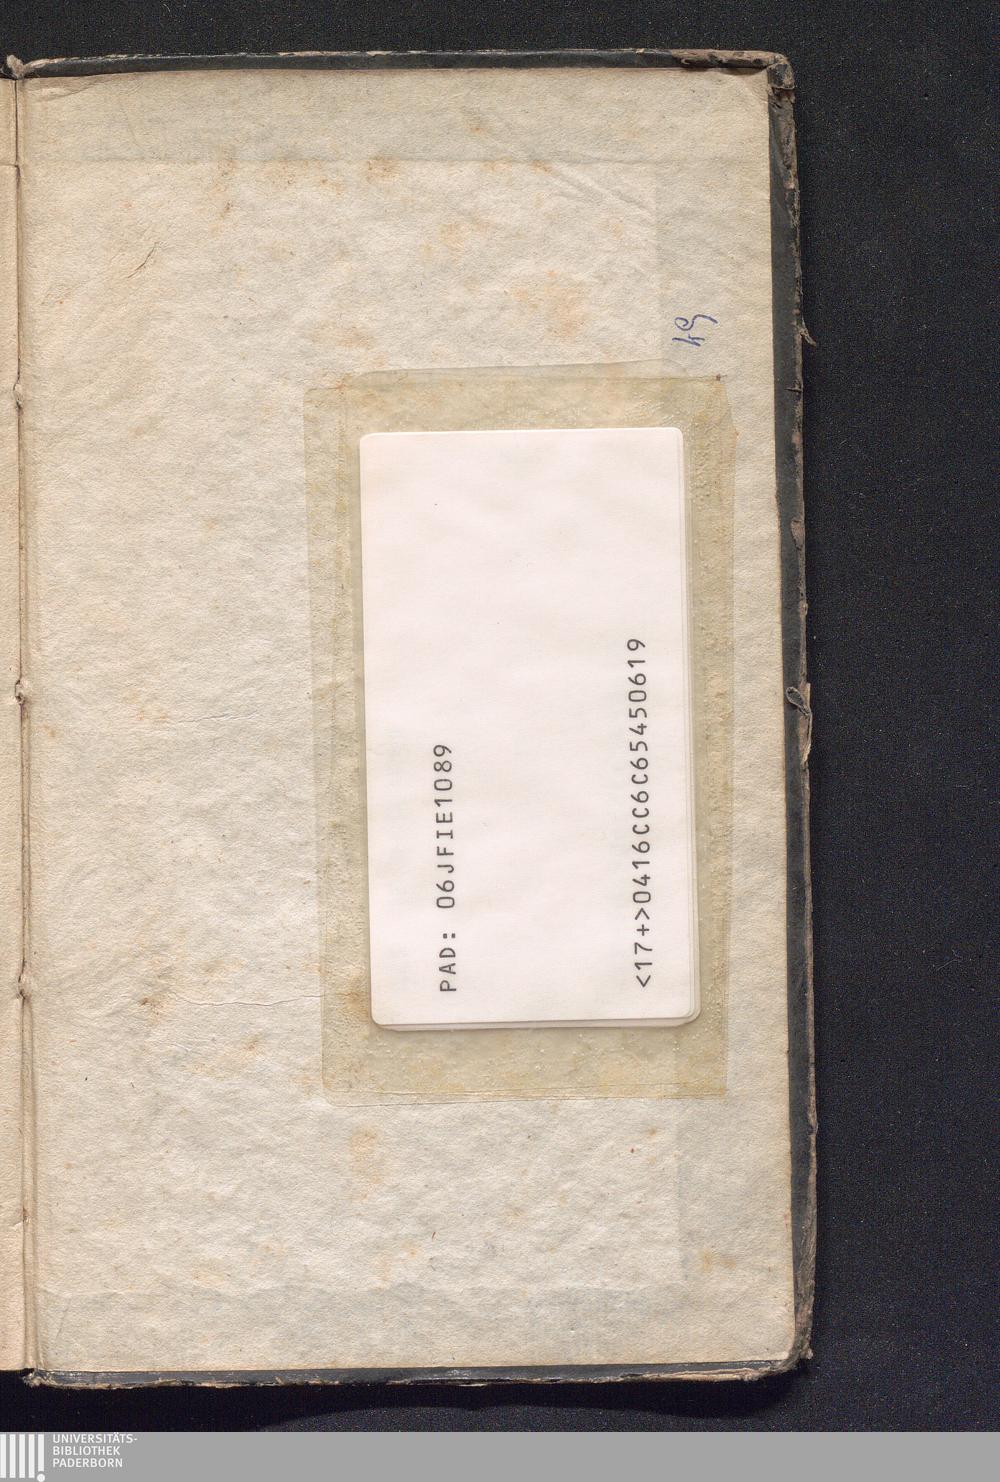 PAD: 06JFIE1089
<17+>0416CC6C65450619
UNIVERSITÄTS-
BIBLIOTHEK
PADERBORN